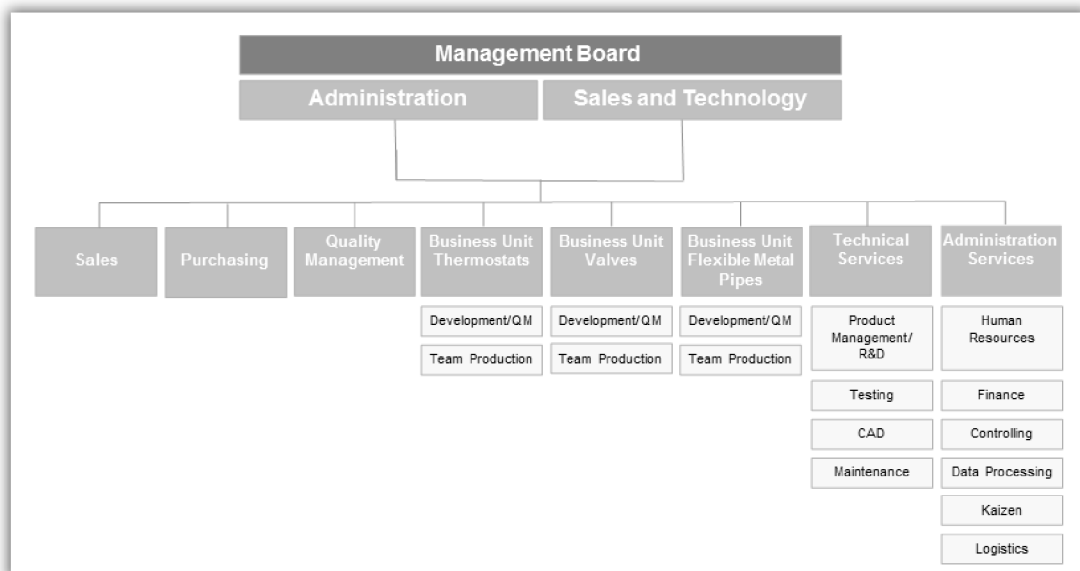 Management Board
Administration
Sales and Technology
Sales
Purchasing
Quality
Management
Business Unit
Thermostats
Business Unit
Valves
Business Unit
Flexible Metal
Pipes
Technical
Services
Administration
Services
Development/QM
Team Production
Development/QM
Team Production
Development/QM
Team Production
Product
Management/
R&D
Testing
CAD
Maintenance
Human
Resources
Finance
Controlling
Data Processing
Kaizen
Logistics